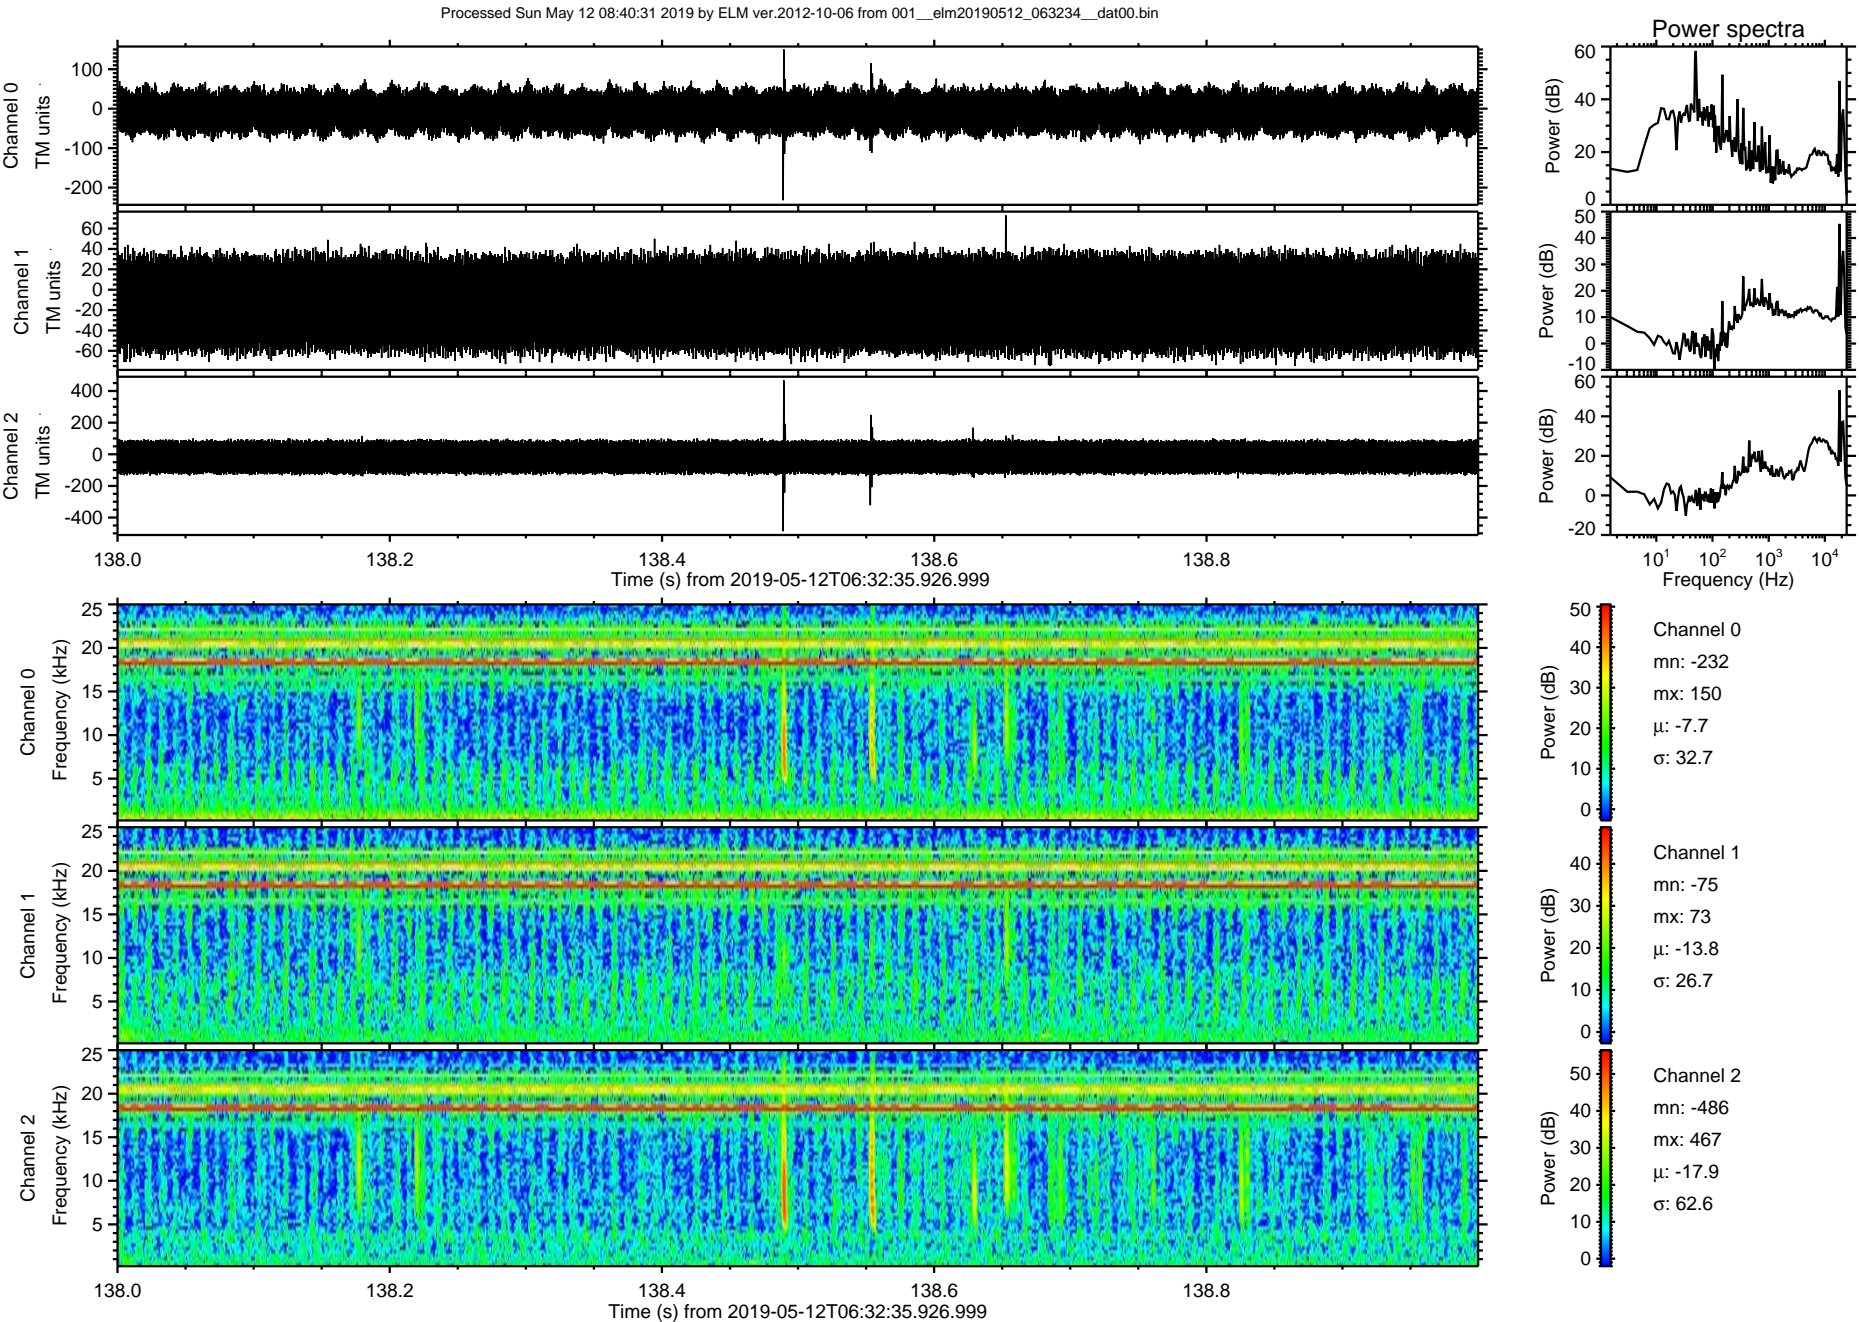 Processed Sun May 12 08:40:31 2019 by ELM ver.2012-10-06 from 001__elm20190512_063234__dat00.bin
Power spectra
Channel 0
TM units
100
0
-100
-200
Power (dB)
60
40
20
0
Channel 1
TM units
60
40
20
0
-20
-40
-60
Power (dB)
50
40
30
20
10
0
-10
Channel 2
TM units
400
200
0
-200
-400
Power (dB)
60
40
20
0
-20
138.0 138.2 138.4 138.6 138.8
Time (s) from 2019-05-12T06:32:35.926.999
10¹ 10² 10³ 10⁴
Frequency (Hz)
Channel 0
Frequency (kHz)
25
20
15
10
5
Power (dB)
50
40
30
20
10
0
Channel 0
mn: -232
mx: 150
μ: -7.7
σ: 32.7
Channel 1
Frequency (kHz)
25
20
15
10
5
Power (dB)
40
30
20
10
0
Channel 1
mn: -75
mx: 73
μ: -13.8
σ: 26.7
Channel 2
Frequency (kHz)
25
20
15
10
5
Power (dB)
50
40
30
20
10
0
Channel 2
mn: -486
mx: 467
μ: -17.9
σ: 62.6
138.0 138.2 138.4 138.6 138.8
Time (s) from 2019-05-12T06:32:35.926.999